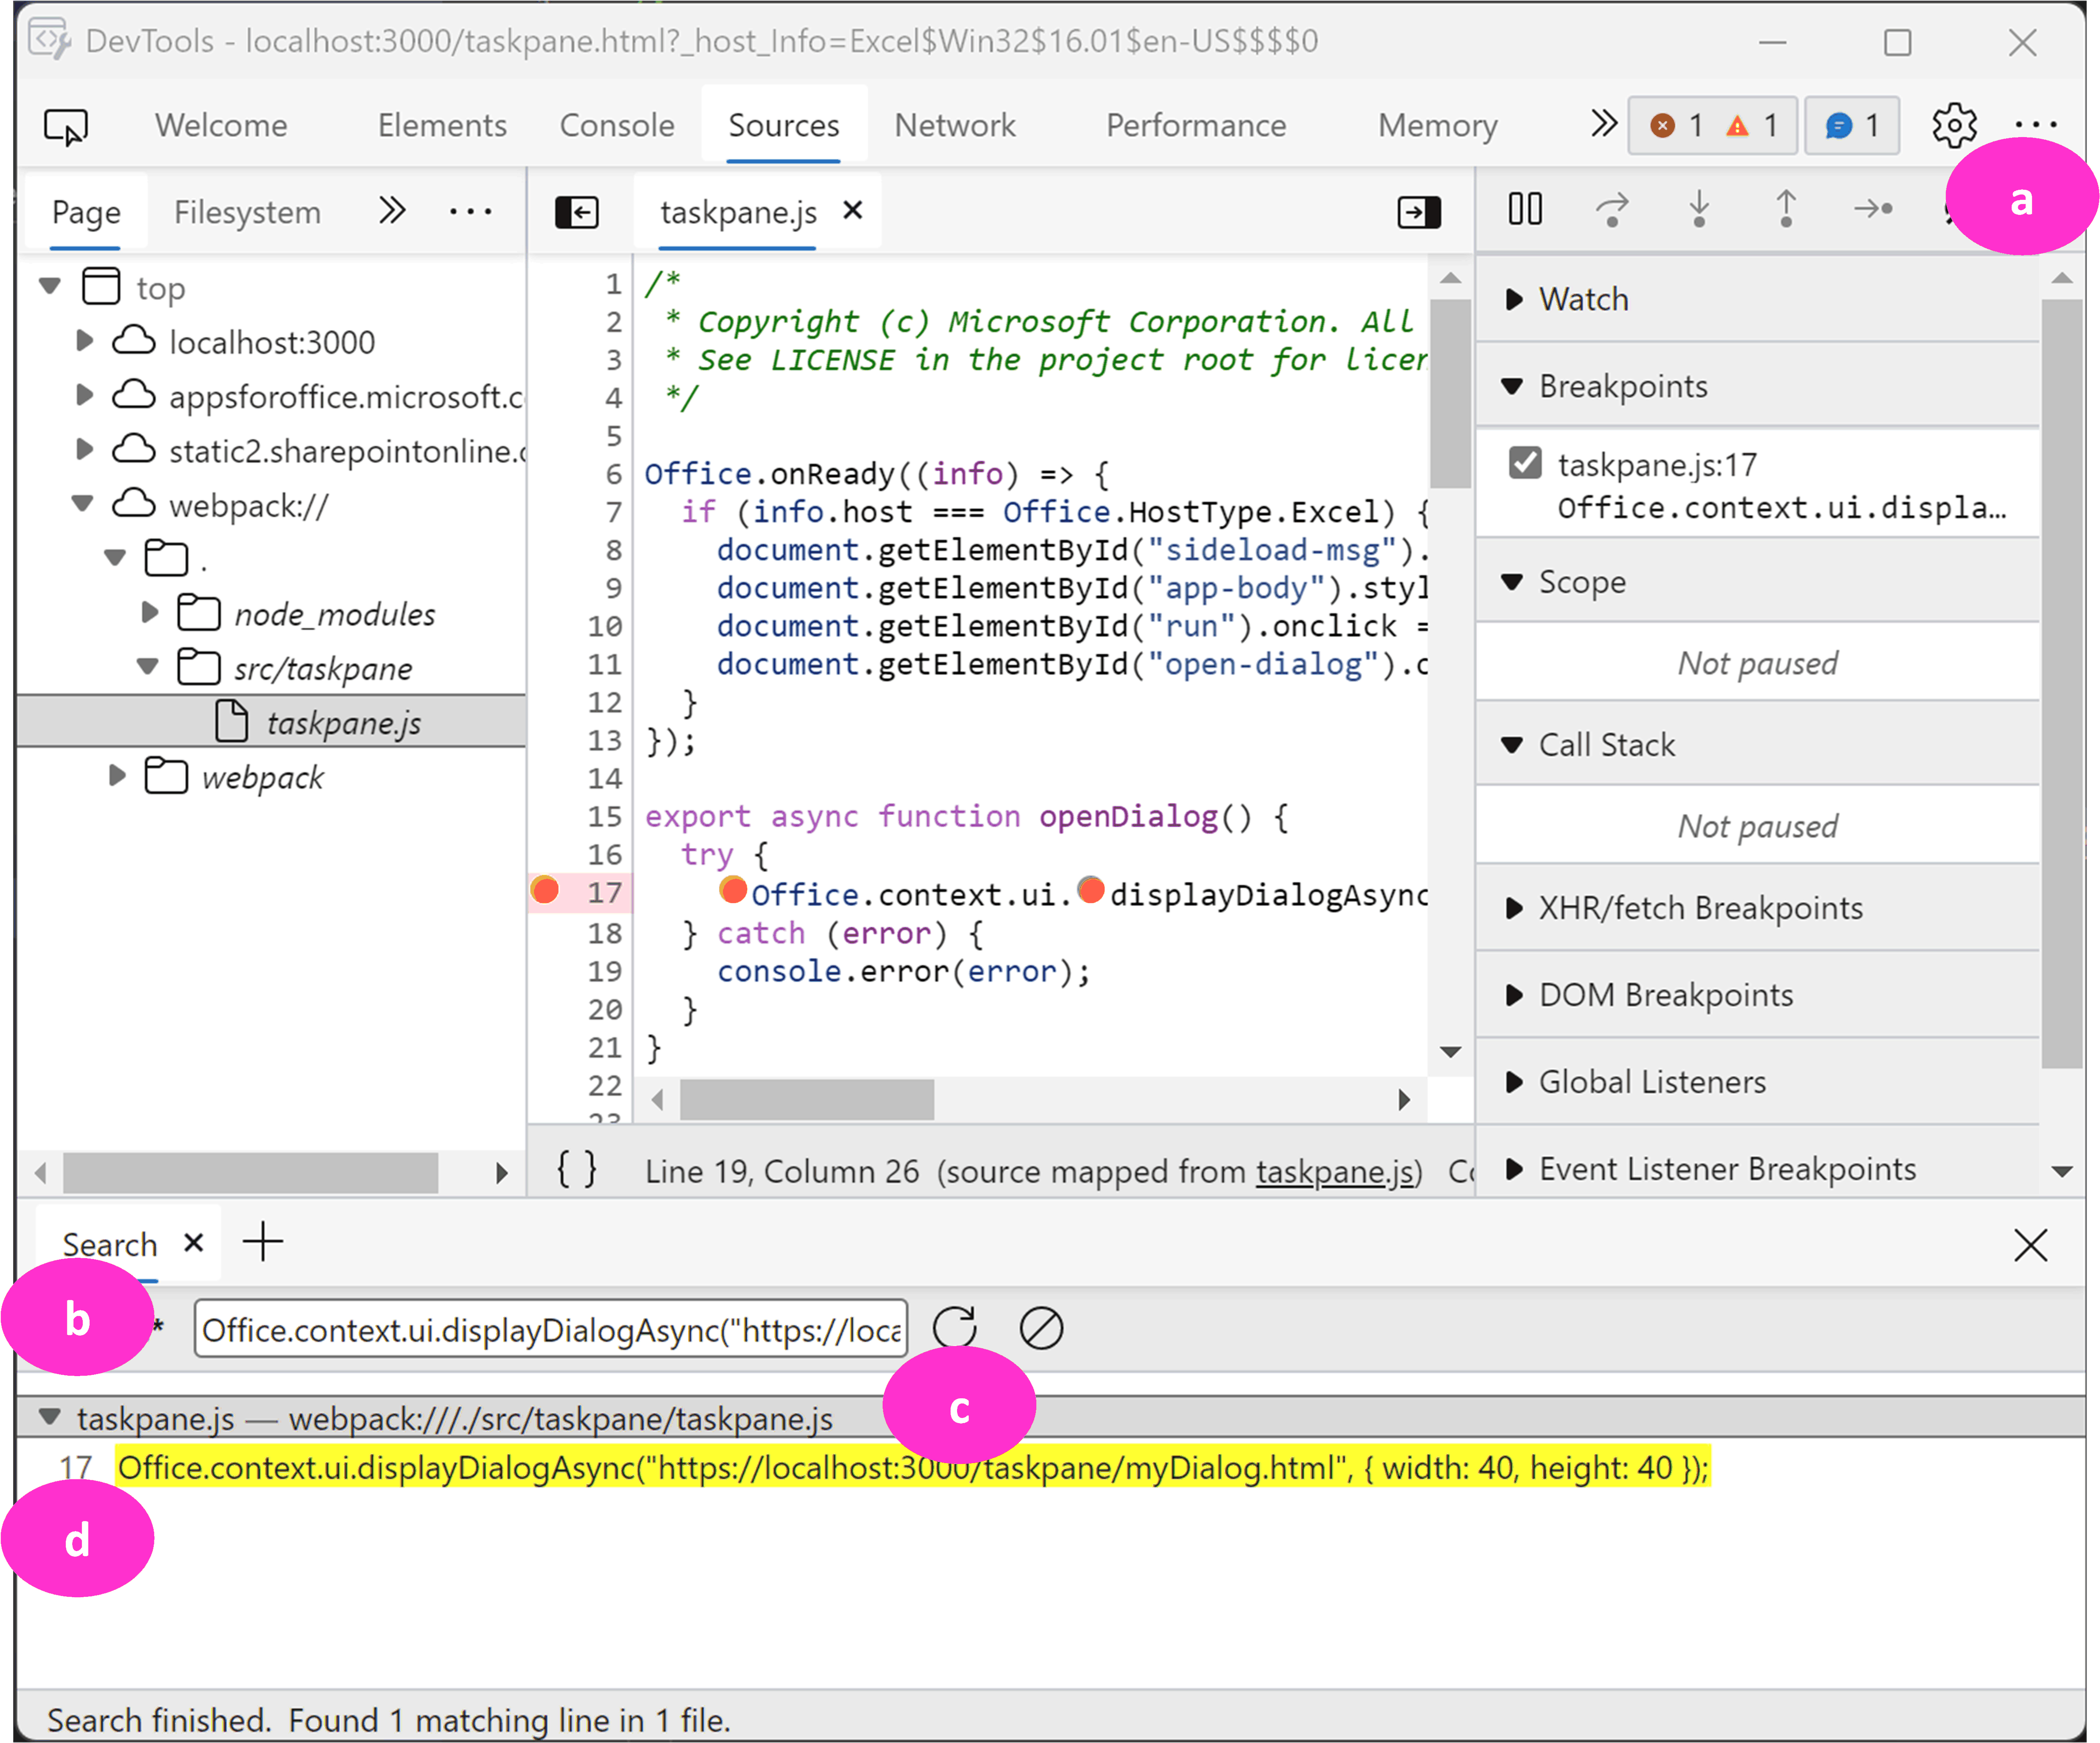 DevTools - localhost:3000/taskpane.html?_host_Info=Excel$Win32$16.01$en-US$$$$0
Welcome Elements Console Sources Network Performance Memory 1 1 1
a
Page Filesystem
taskpane.js
top
localhost:3000
appsforoffice.microsoft.c
static2.sharepointonline.
webpack://
.
node_modules
src/taskpane
taskpane.js
webpack
1 /*
2 * Copyright (c) Microsoft Corporation. All
3 * See LICENSE in the project root for licen
4 */
5
6 Office.onReady((info) => {
7 if (info.host === Office.HostType.Excel) {
8 document.getElementById("sideload-msg").
9 document.getElementById("app-body").styl
10 document.getElementById("run").onclick =
11 document.getElementById("open-dialog").o
12 }
13 });
14
15 export async function openDialog() {
16 try {
17 Office.context.ui.displayDialogAsync
18 } catch (error) {
19 console.error(error);
20 }
21 }
22
23
{ } Line 19, Column 26 (source mapped from taskpane.js) Co
Watch
Breakpoints
taskpane.js:17
Office.context.ui.displa…
Scope
Not paused
Call Stack
Not paused
XHR/fetch Breakpoints
DOM Breakpoints
Global Listeners
Event Listener Breakpoints
Search
b
* Office.context.ui.displayDialogAsync("https://loca
c
taskpane.js — webpack:///./src/taskpane/taskpane.js
17 Office.context.ui.displayDialogAsync("https://localhost:3000/taskpane/myDialog.html", { width: 40, height: 40 });
d
Search finished. Found 1 matching line in 1 file.